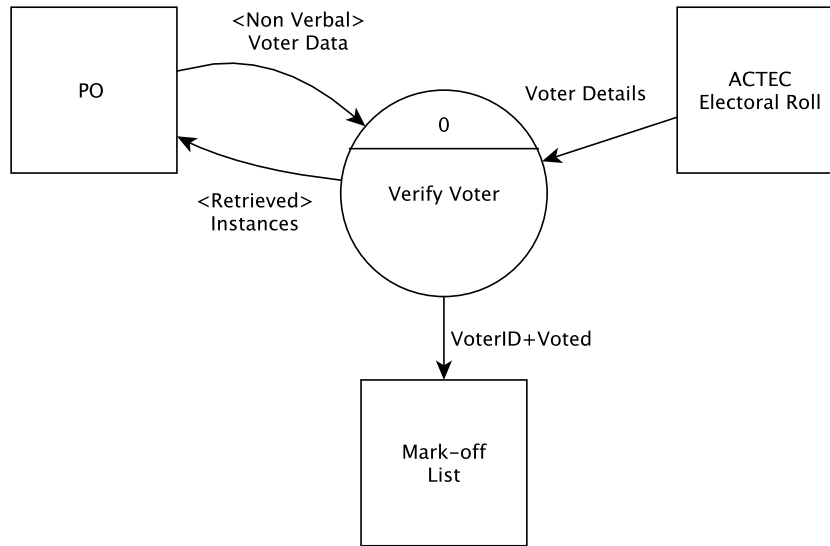 <Non Verbal>
Voter Data
PO
ACTEC
Electoral Roll
Voter Details
0
Verify Voter
<Retrieved>
Instances
VoterID+Voted
Mark-off
List